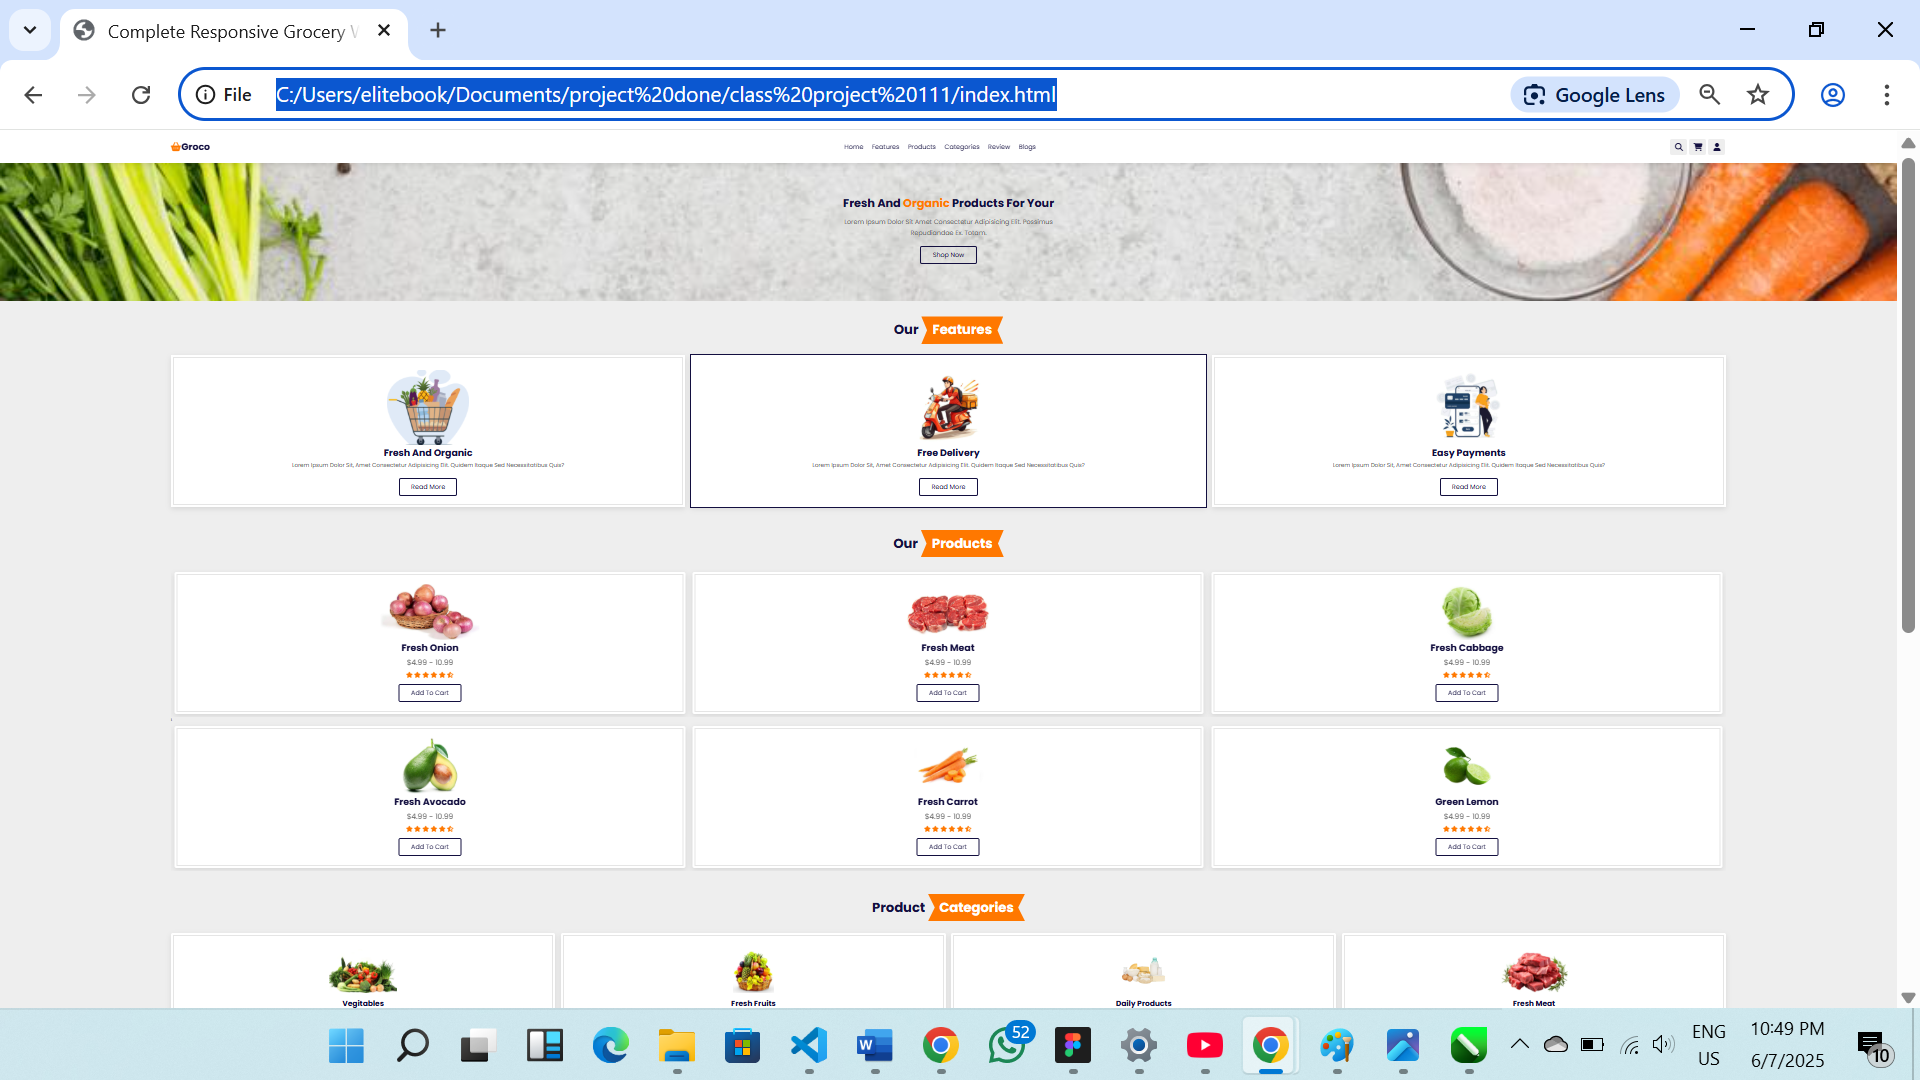 Complete Responsive Grocery W
File
C:/Users/elitebook/Documents/project%20done/class%20project%20111/index.html
Google Lens
Groco
Home Features Products Categories Review Blogs
Fresh And Organic Products For Your
Lorem Ipsum Dolor Sit Amet Consectetur Adipisicing Elit. Possimus
Repudiandae Ex. Totam.
Shop Now
Our Features
Fresh And Organic
Lorem Ipsum Dolor Sit, Amet Consectetur Adipisicing Elit. Quidem Itaque Sed Necessitatibus Quis?
Read More
Free Delivery
Lorem Ipsum Dolor Sit, Amet Consectetur Adipisicing Elit. Quidem Itaque Sed Necessitatibus Quis?
Read More
Easy Payments
Lorem Ipsum Dolor Sit, Amet Consectetur Adipisicing Elit. Quidem Itaque Sed Necessitatibus Quis?
Read More
Our Products
Fresh Onion
$4.99 - 10.99
Add To Cart
Fresh Meat
$4.99 - 10.99
Add To Cart
Fresh Cabbage
$4.99 - 10.99
Add To Cart
Fresh Avocado
$4.99 - 10.99
Add To Cart
Fresh Carrot
$4.99 - 10.99
Add To Cart
Green Lemon
$4.99 - 10.99
Add To Cart
Product Categories
Vegitables
Fresh Fruits
Daily Products
Fresh Meat
52
ENG
US
10:49 PM
6/7/2025
10